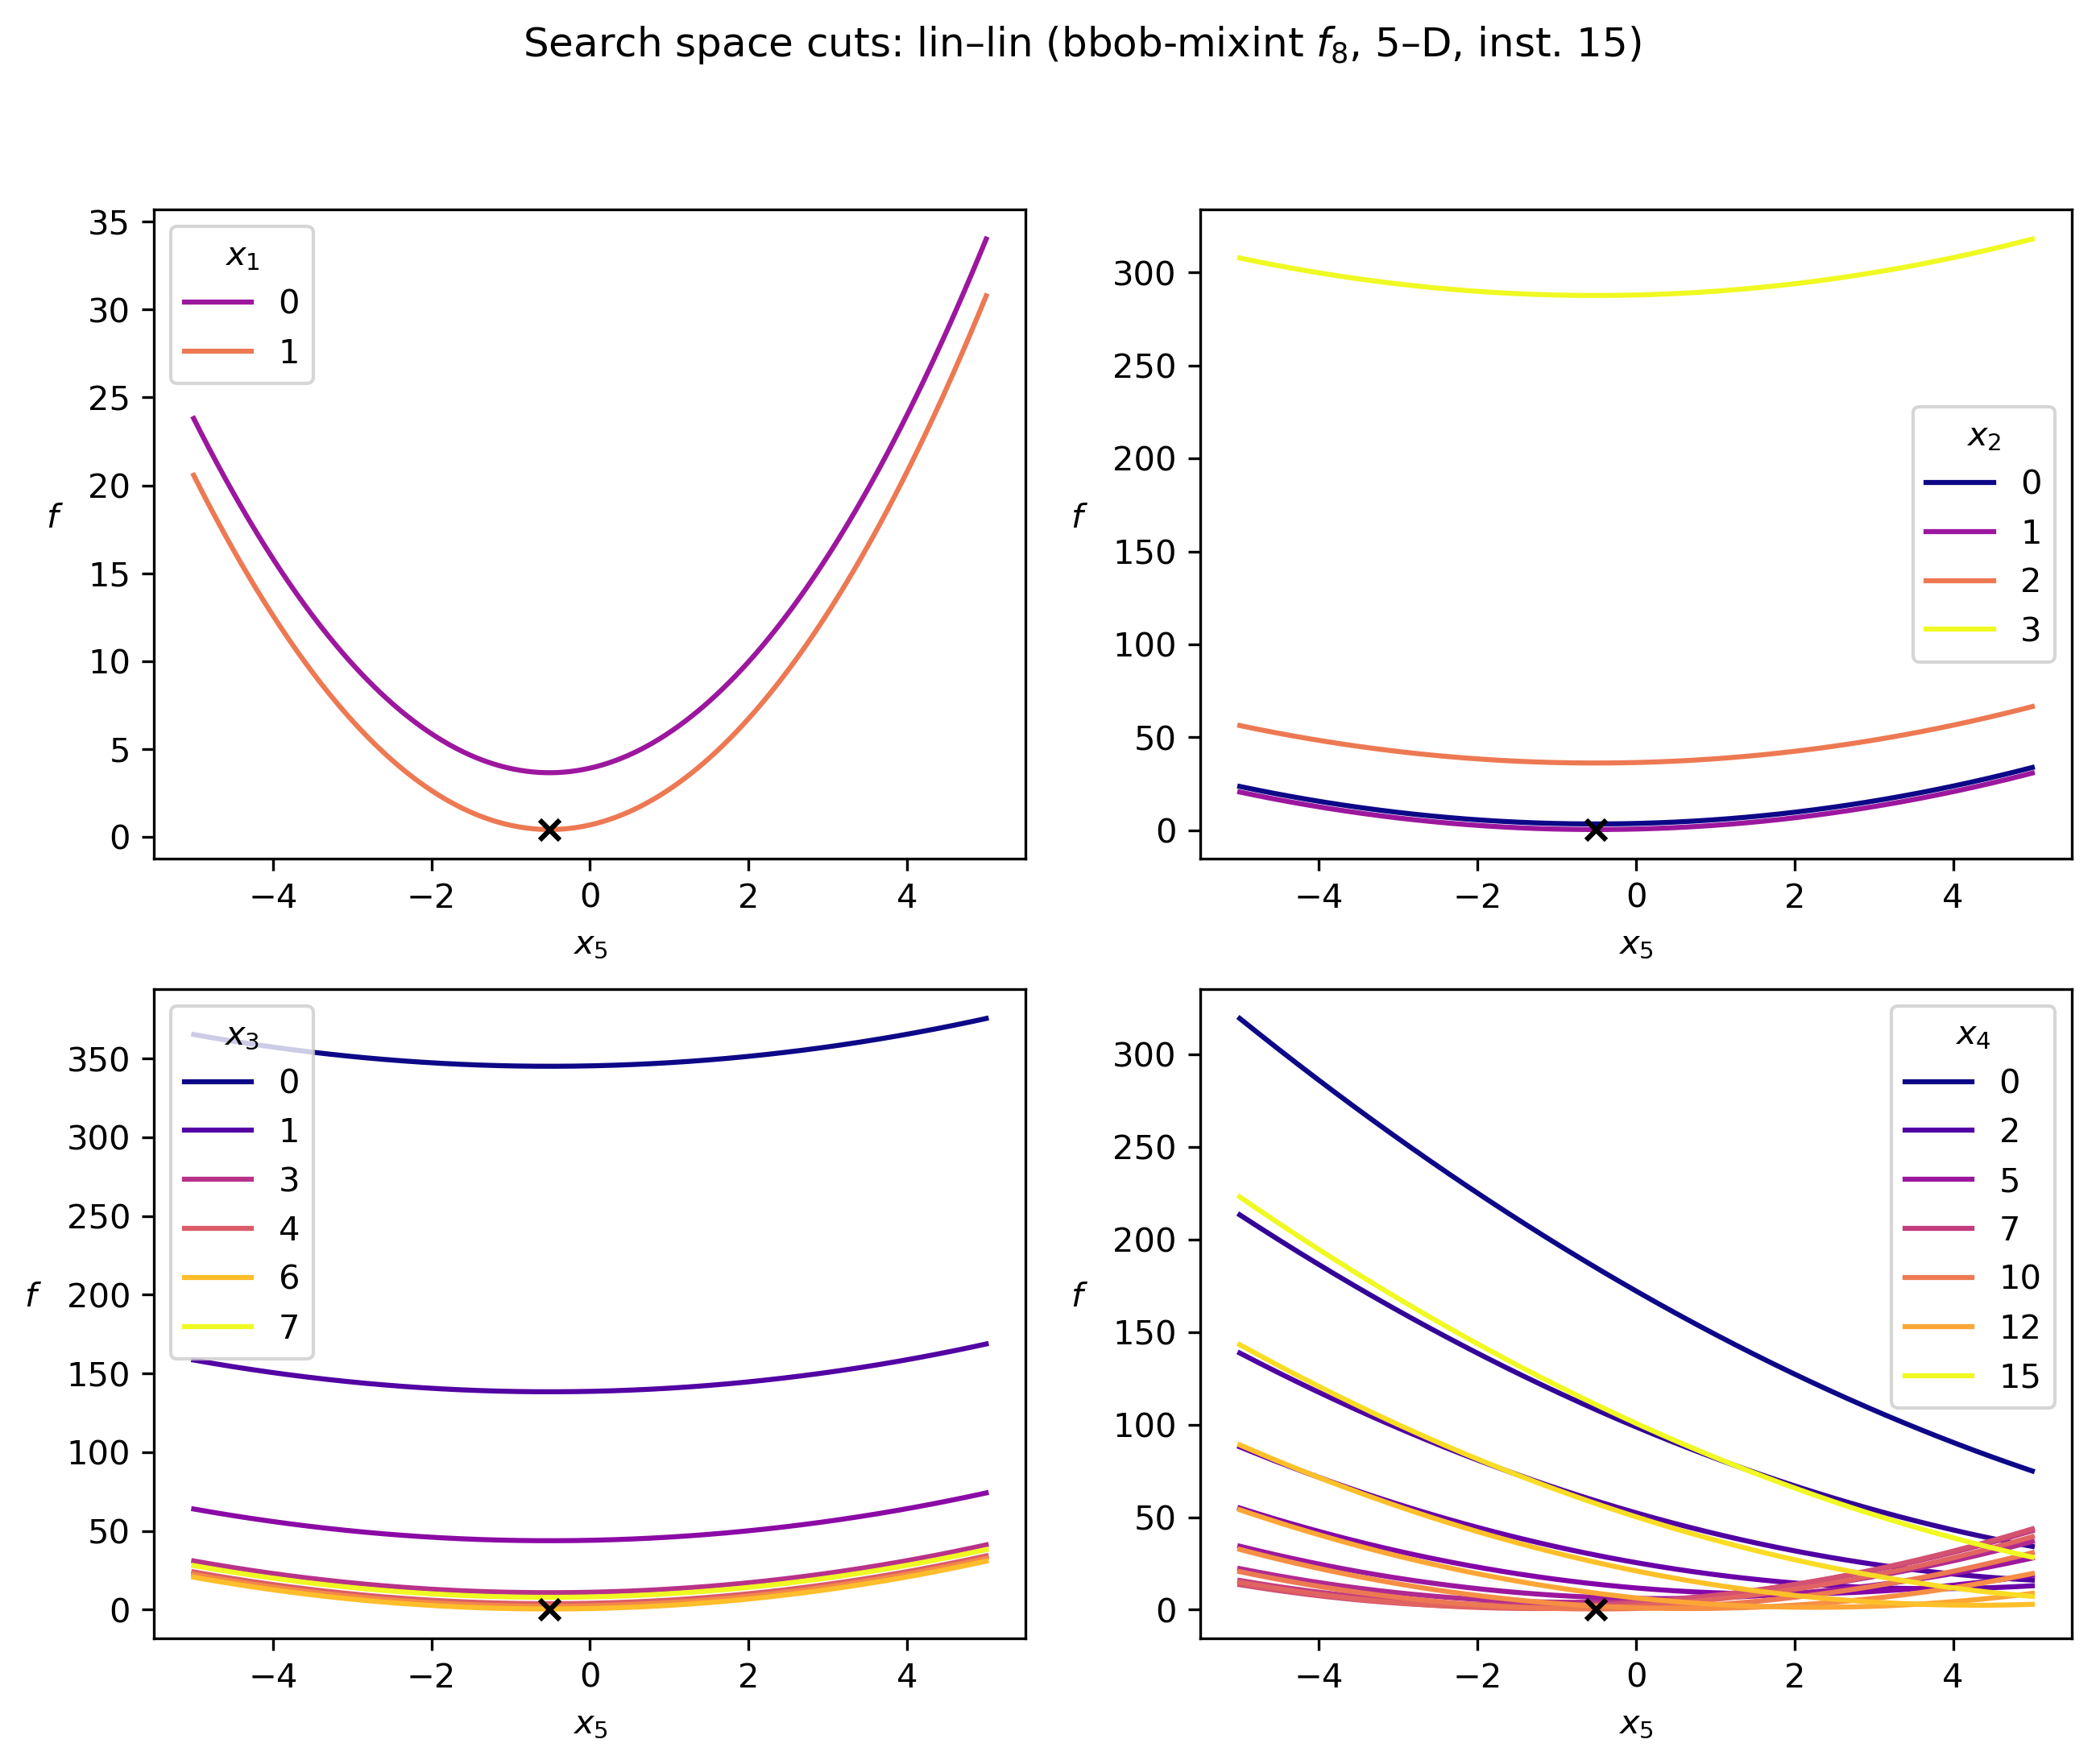 Search space cuts: lin–lin (bbob-mixint f₈, 5–D, inst. 15)
35
30
25
20
15
10
5
0
f
x₁
0
1
−4 −2 0 2 4
x₅
300
250
200
150
100
50
0
f
x₂
0
1
2
3
−4 −2 0 2 4
x₅
350
300
250
200
150
100
50
0
f
x₃
0
1
3
4
6
7
−4 −2 0 2 4
x₅
300
250
200
150
100
50
0
f
x₄
0
2
5
7
10
12
15
−4 −2 0 2 4
x₅